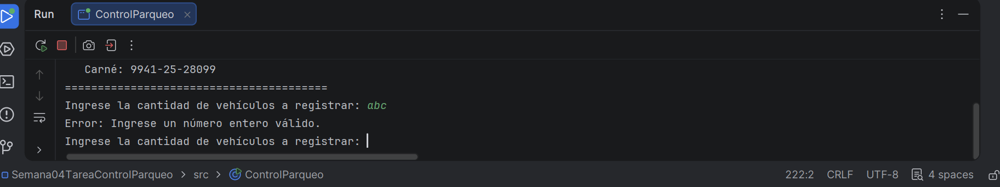 Run ControlParqueo
Carné: 9941-25-28099
========================================
Ingrese la cantidad de vehículos a registrar: abc
Error: Ingrese un número entero válido.
Ingrese la cantidad de vehículos a registrar:
Semana04TareaControlParqueo > src > ControlParqueo 222:2 CRLF UTF-8 4 spaces